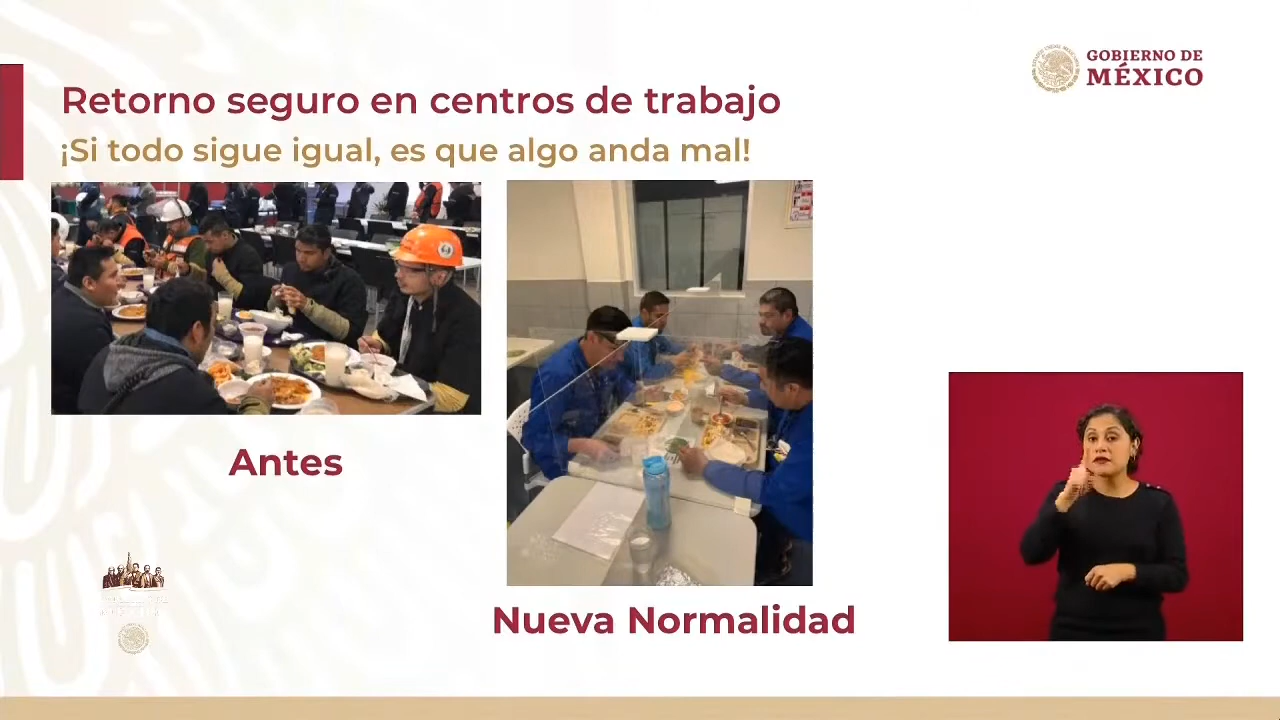 GOBIERNO DE
MÉXICO
Retorno seguro en centros de trabajo
¡Si todo sigue igual, es que algo anda mal!
Antes
Nueva Normalidad